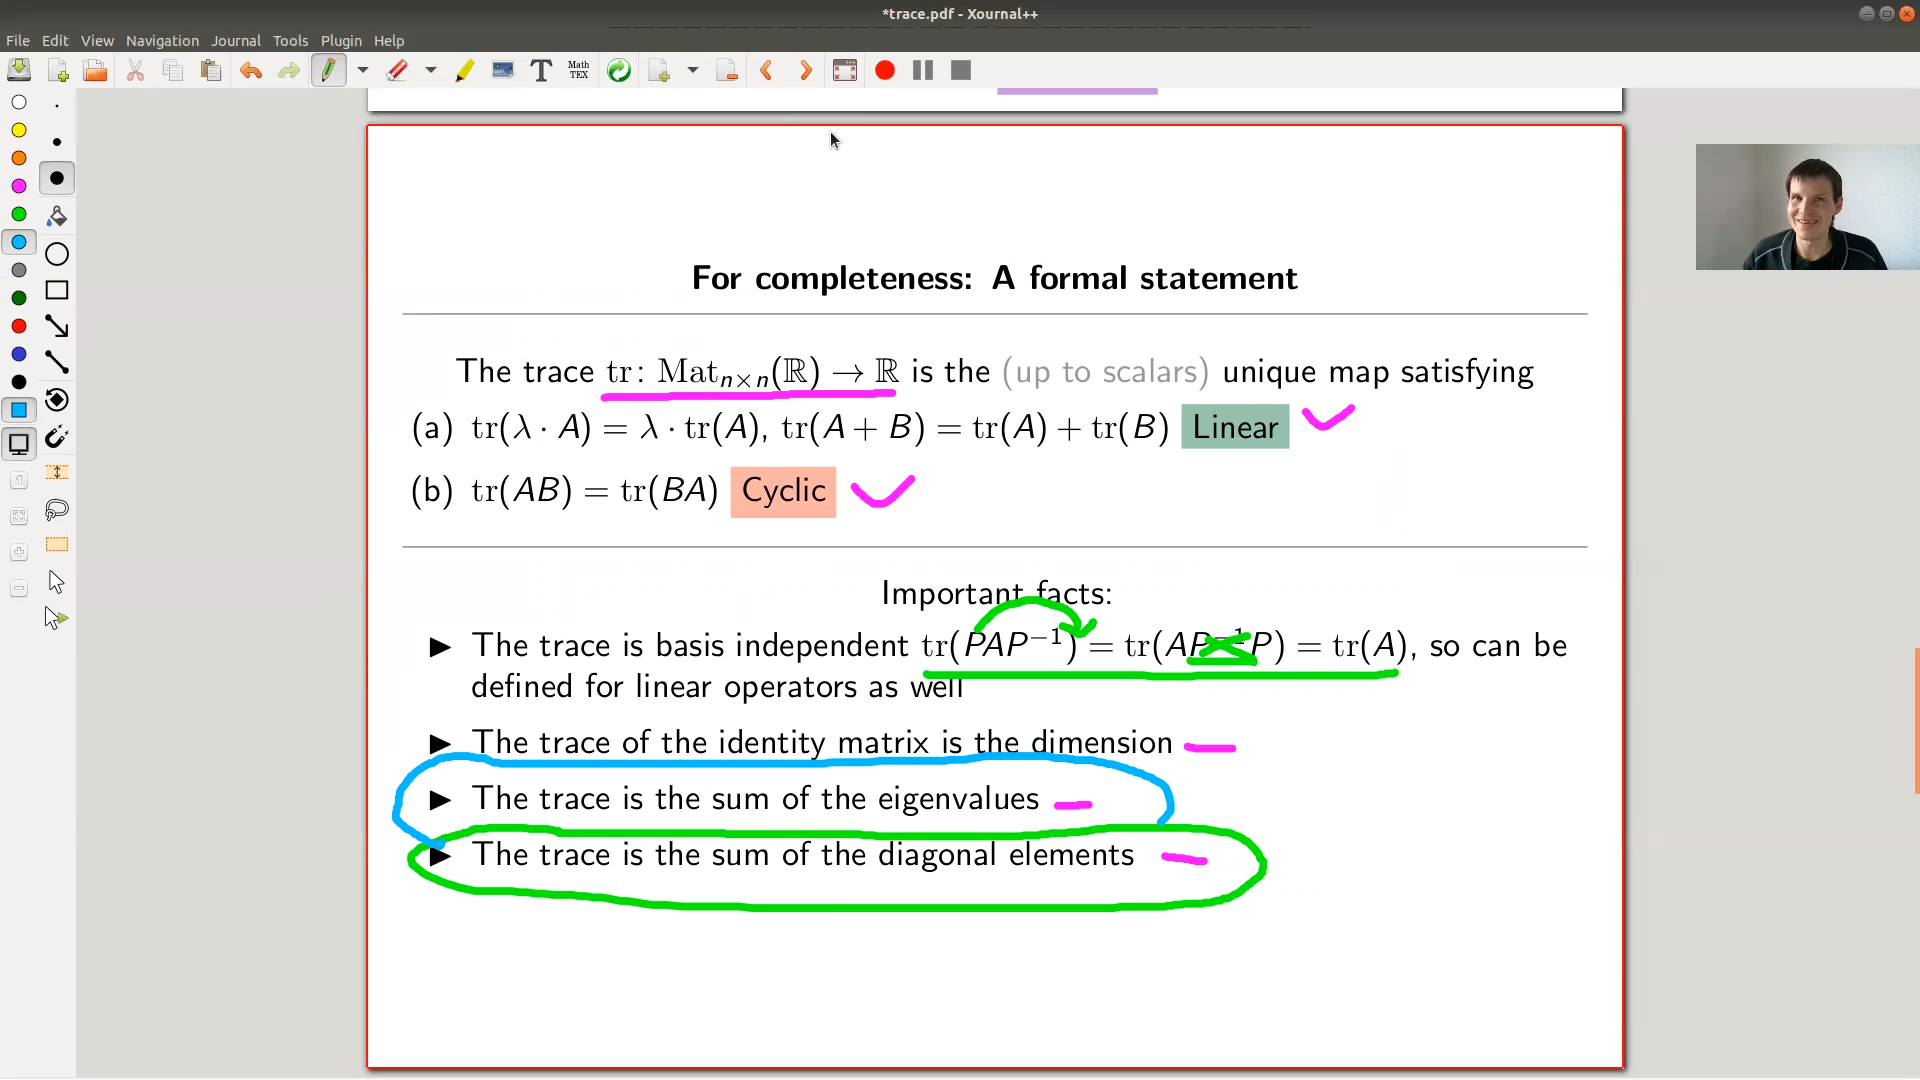 *trace.pdf - Xournal++
File Edit View Navigation Journal Tools Plugin Help
Math TEX
For completeness: A formal statement
The trace tr: Matₙₓₙ(ℝ) → ℝ is the (up to scalars) unique map satisfying
(a) tr(λ · A) = λ · tr(A), tr(A + B) = tr(A) + tr(B) Linear
(b) tr(AB) = tr(BA) Cyclic
Important facts:
▶ The trace is basis independent tr(PAP⁻¹) = tr(AP⁻¹P) = tr(A), so can be
defined for linear operators as well
▶ The trace of the identity matrix is the dimension
▶ The trace is the sum of the eigenvalues
▶ The trace is the sum of the diagonal elements